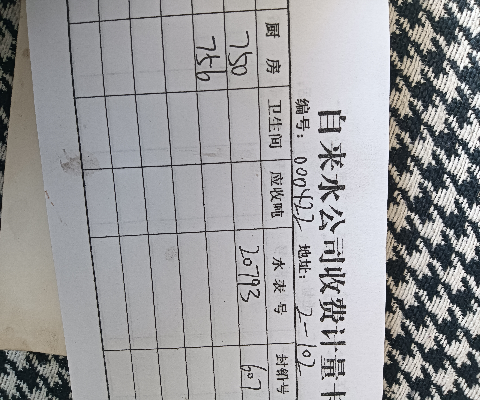 自来水公司收费计量卡
编号：000422 地址：2-102
厨房 卫生间 应收吨 水表号 封铅号
750 20793 607
756